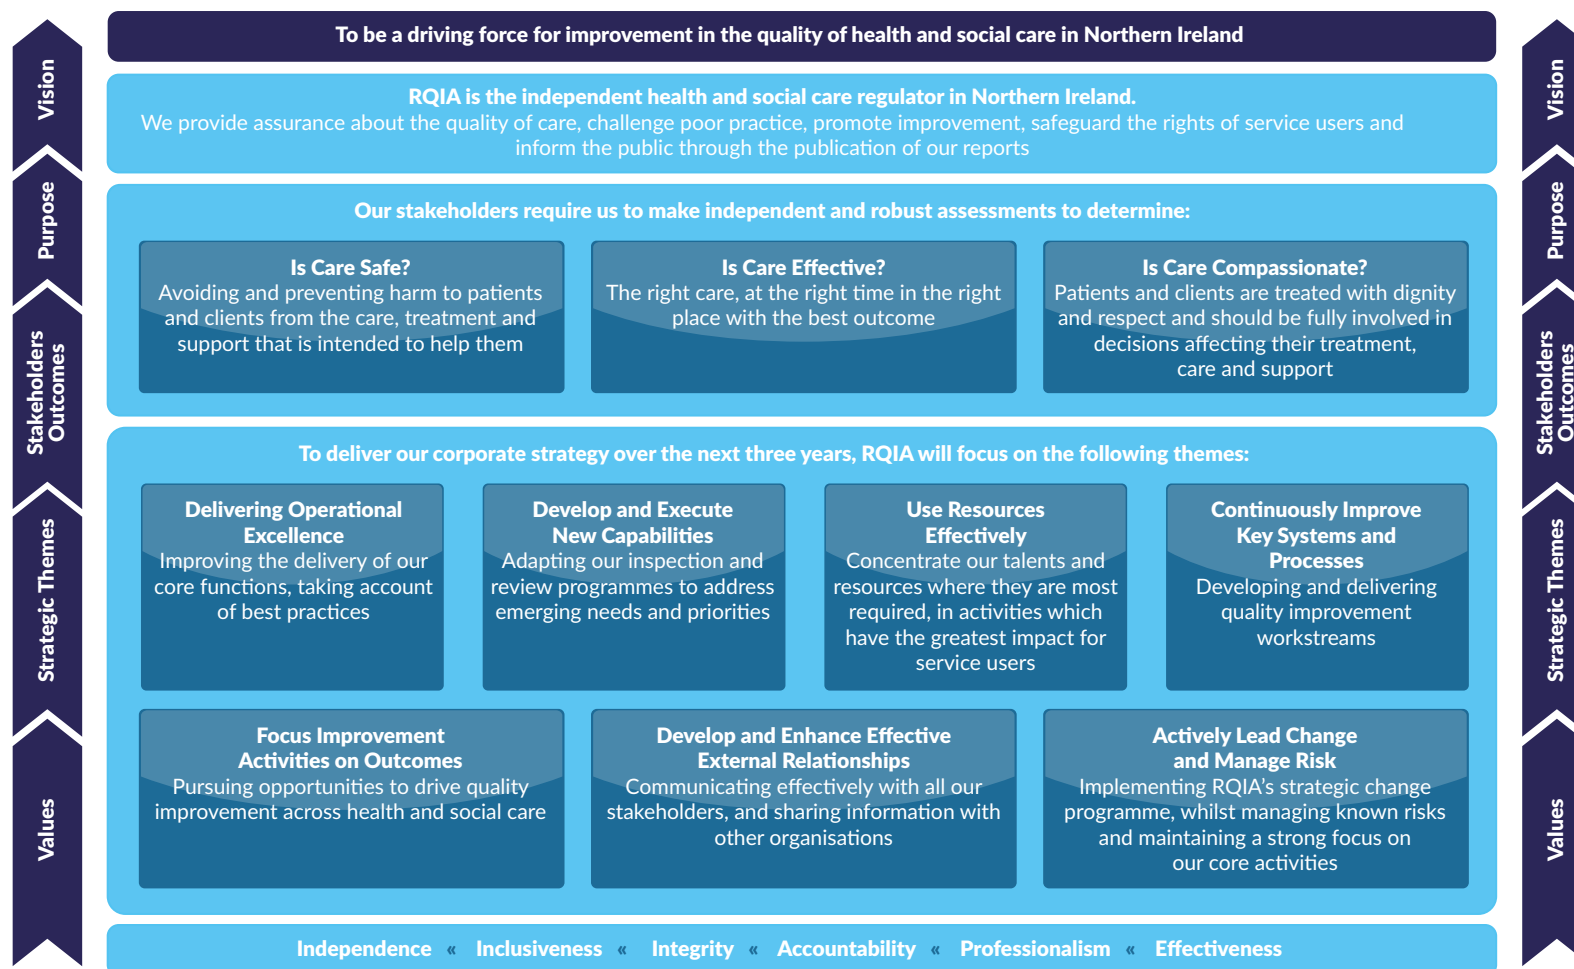 To be a driving force for improvement in the quality of health and social care in Northern Ireland
RQIA is the independent health and social care regulator in Northern Ireland.
We provide assurance about the quality of care, challenge poor practice, promote improvement, safeguard the rights of service users and
inform the public through the publication of our reports
Our stakeholders require us to make independent and robust assessments to determine:
Is Care Safe?
Avoiding and preventing harm to patients
and clients from the care, treatment and
support that is intended to help them
Is Care Effective?
The right care, at the right time in the right
place with the best outcome
Is Care Compassionate?
Patients and clients are treated with dignity
and respect and should be fully involved in
decisions affecting their treatment,
care and support
To deliver our corporate strategy over the next three years, RQIA will focus on the following themes:
Delivering Operational
Excellence
Improving the delivery of our
core functions, taking account
of best practices
Develop and Execute
New Capabilities
Adapting our inspection and
review programmes to address
emerging needs and priorities
Use Resources
Effectively
Concentrate our talents and
resources where they are most
required, in activities which
have the greatest impact for
service users
Continuously Improve
Key Systems and
Processes
Developing and delivering
quality improvement
workstreams
Focus Improvement
Activities on Outcomes
Pursuing opportunities to drive quality
improvement across health and social care
Develop and Enhance Effective
External Relationships
Communicating effectively with all our
stakeholders, and sharing information with
other organisations
Actively Lead Change
and Manage Risk
Implementing RQIA’s strategic change
programme, whilst managing known risks
and maintaining a strong focus on
our core activities
Independence « Inclusiveness « Integrity « Accountability « Professionalism « Effectiveness
Vision
Purpose
Stakeholders
Outcomes
Strategic Themes
Values
Vision
Purpose
Stakeholders
Outcomes
Strategic Themes
Values